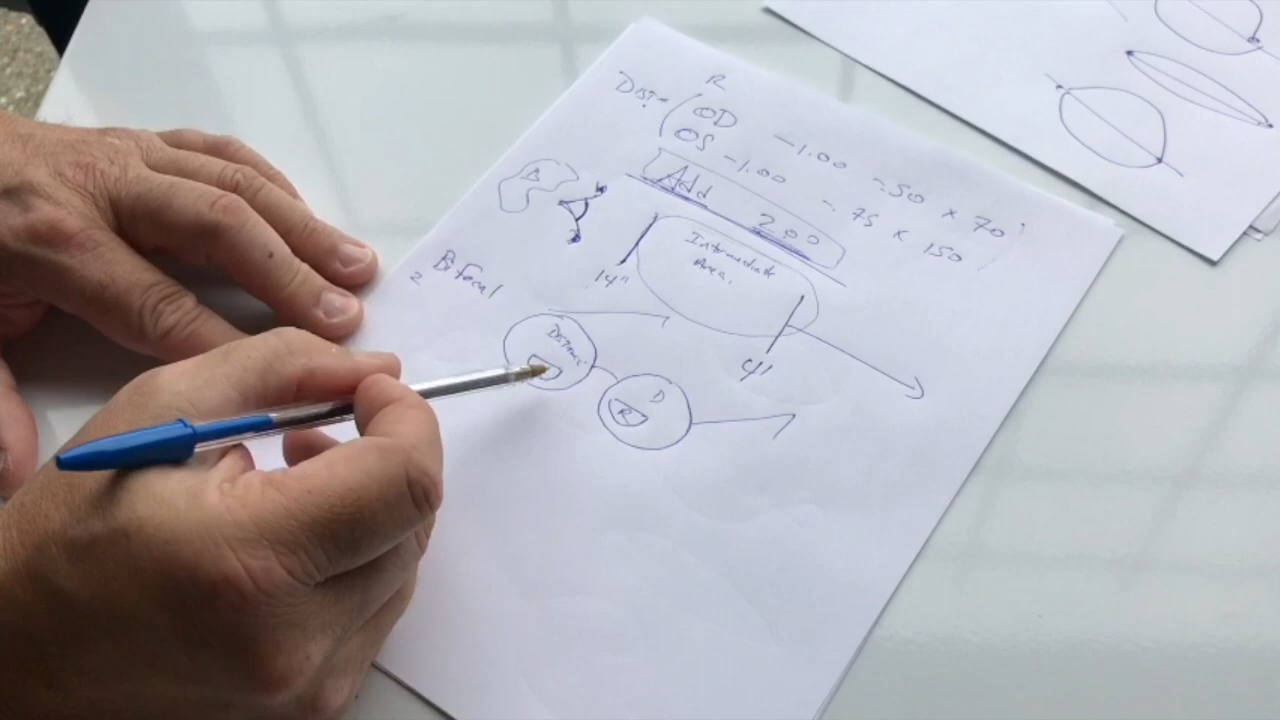 R
Dist= OD -1.00 -.50 x 70
OS -1.00 -.75 x 150
Add 2.00
B
14"
Intermediate
Area.
4'
2 Bifocal
Distance
D
R